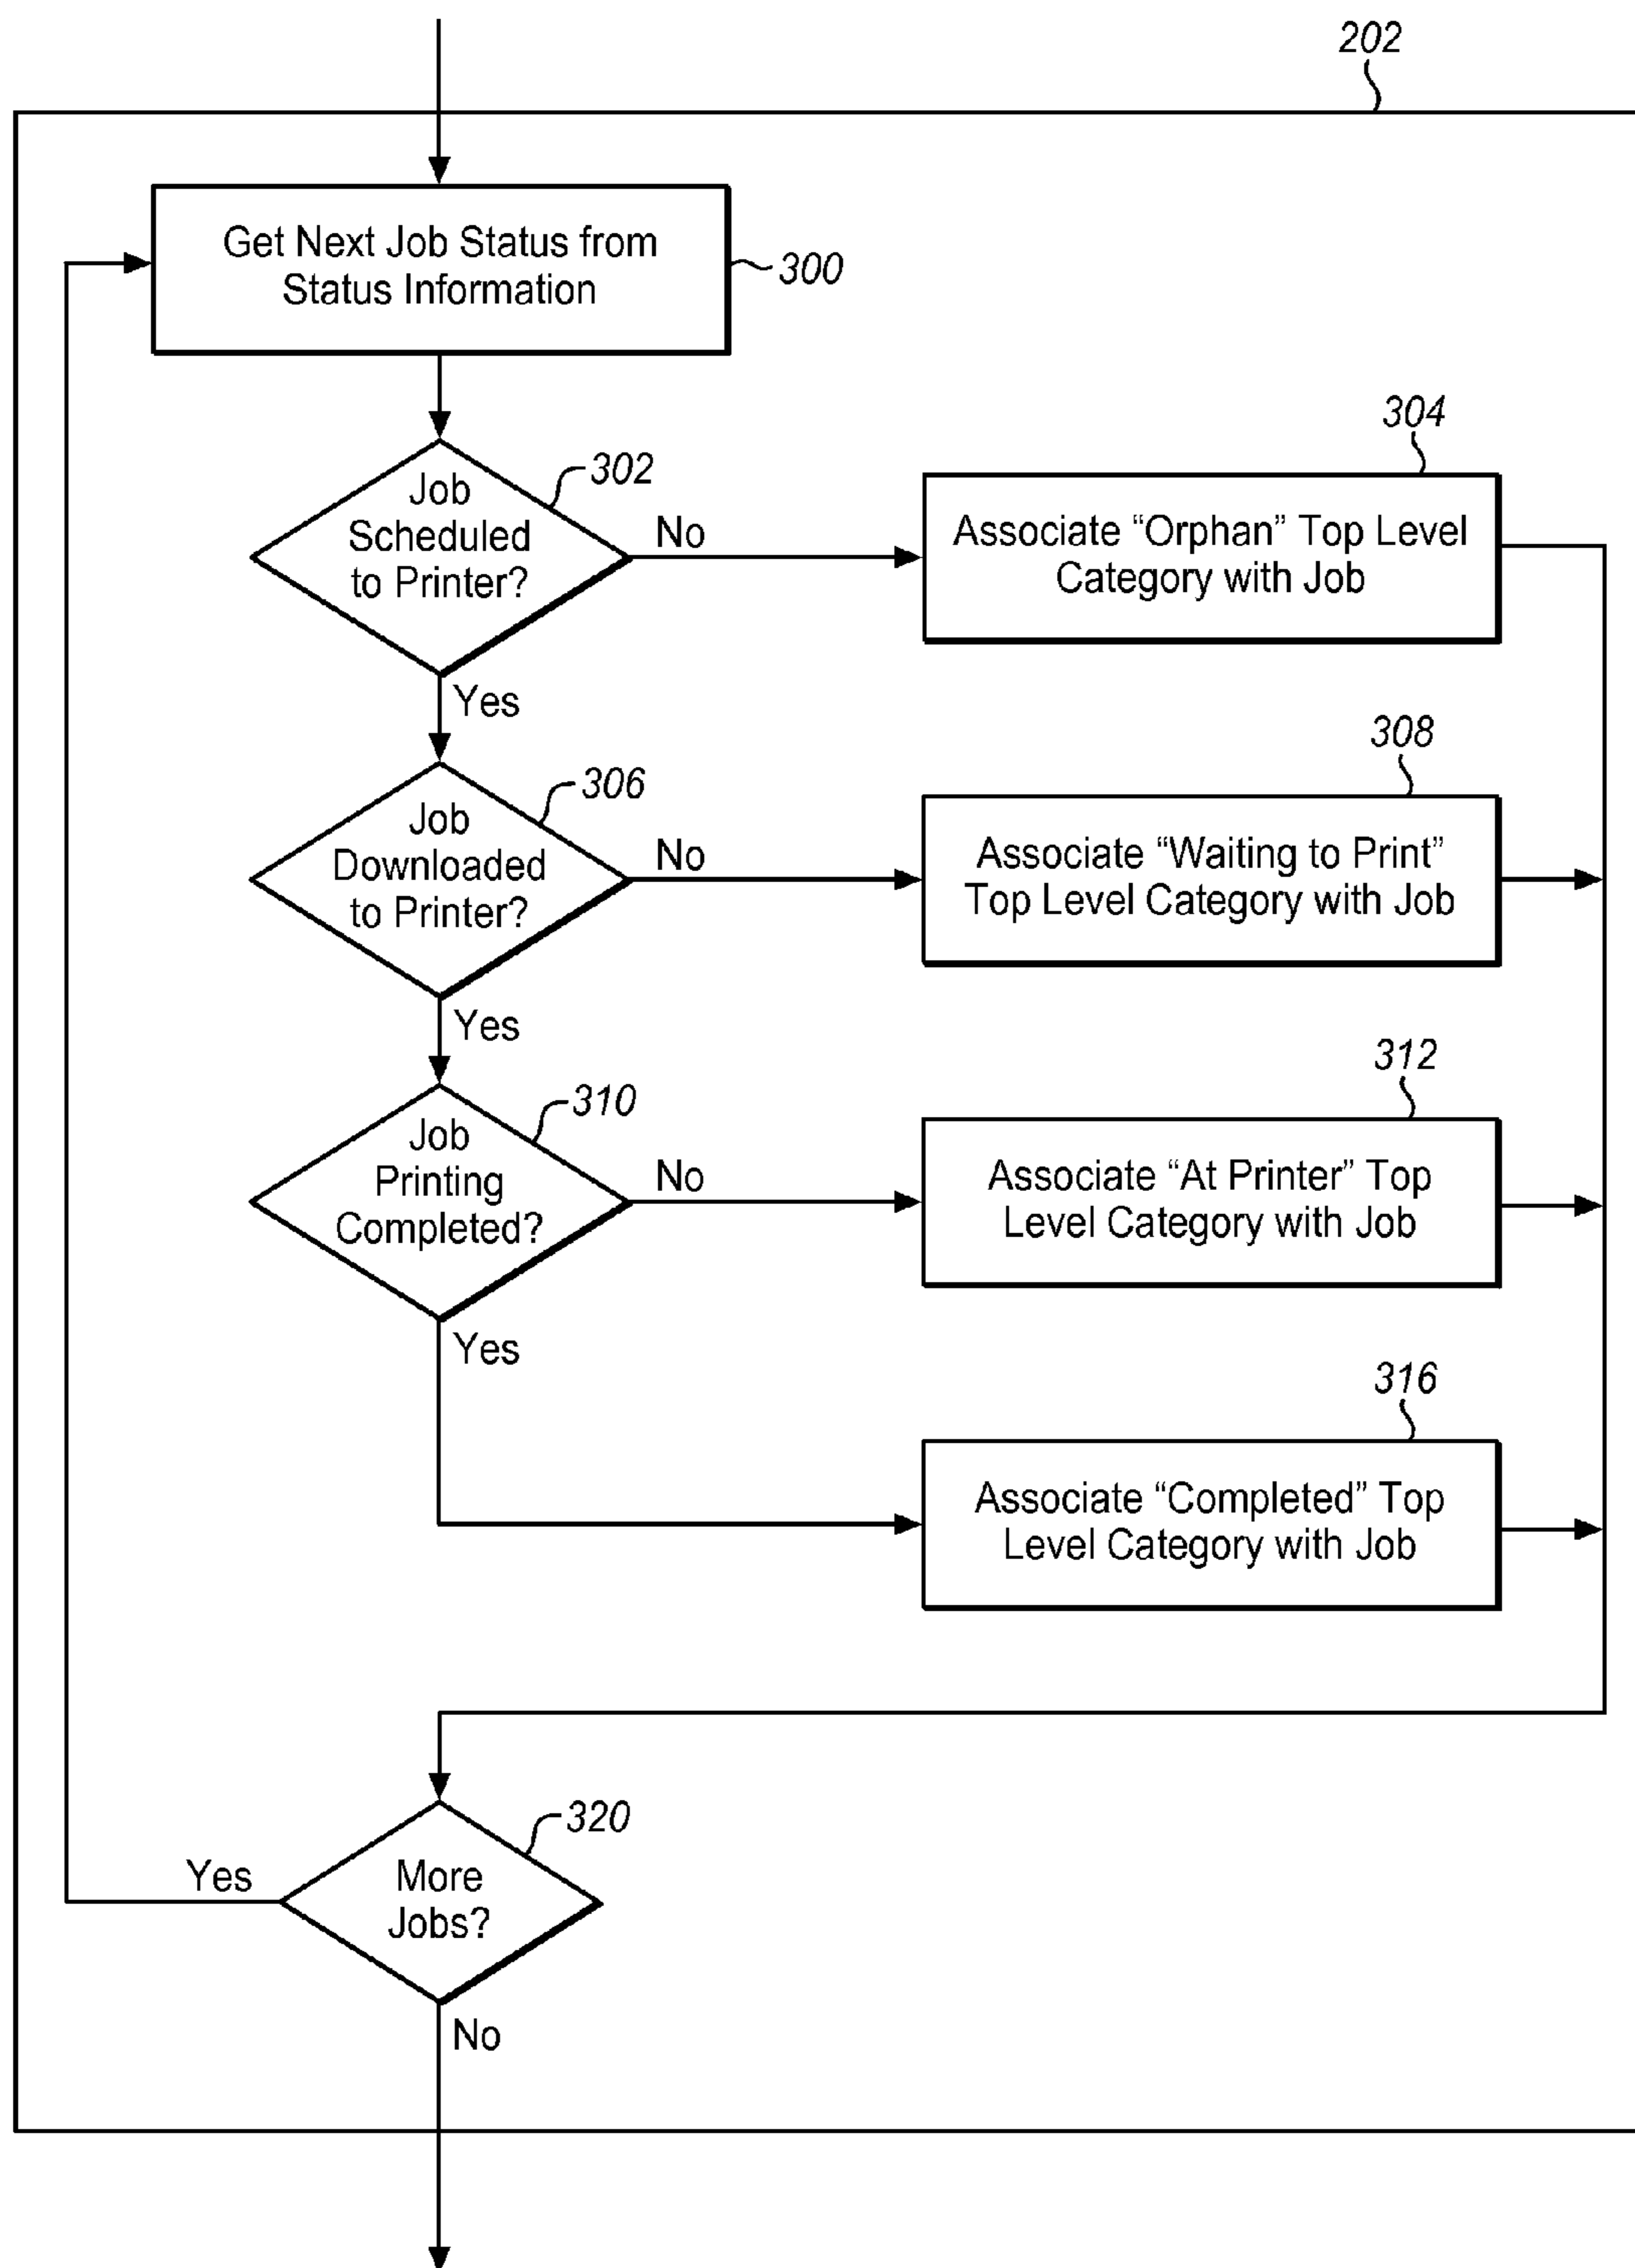 202
Get Next Job Status from
Status Information
300
Job
Scheduled
to Printer?
302
No
Yes
304
Associate “Orphan” Top Level
Category with Job
Job
Downloaded
to Printer?
306
No
Yes
308
Associate “Waiting to Print”
Top Level Category with Job
Job
Printing
Completed?
310
No
Yes
312
Associate “At Printer” Top
Level Category with Job
316
Associate “Completed” Top
Level Category with Job
More
Jobs?
320
Yes
No